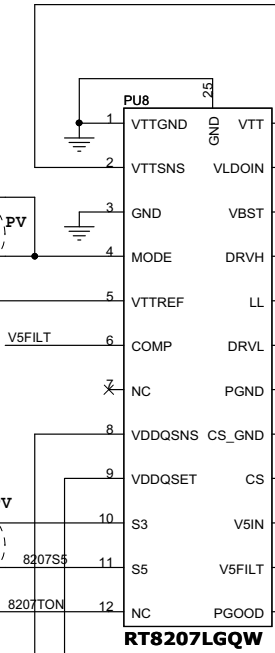 25
PU8
1 VTTGND GND VTT
2 VTTSNS VLDOIN
3 GND VBST
PV
4 MODE DRVH
5 VTTREF LL
V5FILT 6 COMP DRVL
7 NC PGND
8 VDDQSNS CS_GND
9 VDDQSET CS
V
10 S3 V5IN
8207S5 11 S5 V5FILT
8207TON 12 NC PGOOD
RT8207LGQW